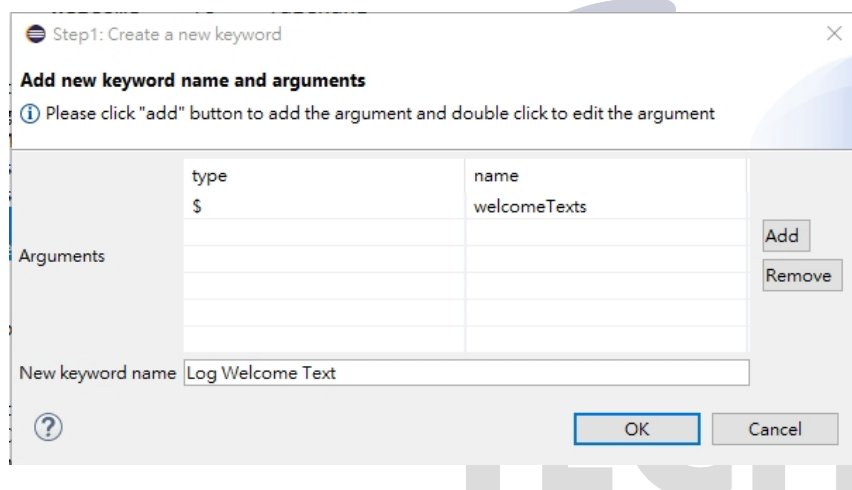 Step1: Create a new keyword
Add new keyword name and arguments
Please click "add" button to add the argument and double click to edit the argument
type name
$ welcomeTexts
Arguments
Add
Remove
New keyword name Log Welcome Text
OK Cancel